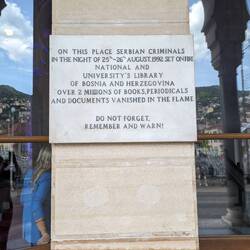 ON THIS PLACE SERBIAN CRIMINALS
IN THE NIGHT OF 25TH-26TH AUGUST, 1992 SET ON FIRE
NATIONAL AND
UNIVERSITY'S LIBRARY
OF BOSNIA AND HERZEGOVINA
OVER 2 MILLIONS OF BOOKS, PERIODICALS
AND DOCUMENTS VANISHED IN THE FLAME
DO NOT FORGET,
REMEMBER AND WARN!